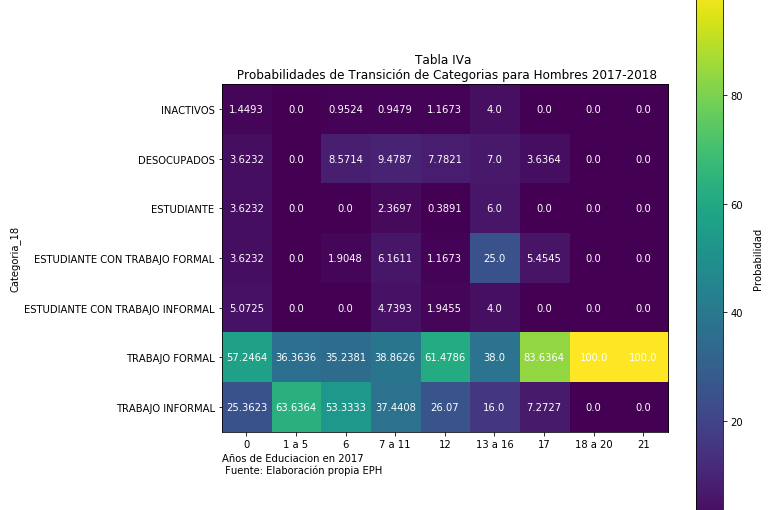 Tabla IVa
Probabilidades de Transición de Categorias para Hombres 2017-2018
Categoria_18
INACTIVOS 1.4493 0.0 0.9524 0.9479 1.1673 4.0 0.0 0.0 0.0
DESOCUPADOS 3.6232 0.0 8.5714 9.4787 7.7821 7.0 3.6364 0.0 0.0
ESTUDIANTE 3.6232 0.0 0.0 2.3697 0.3891 6.0 0.0 0.0 0.0
ESTUDIANTE CON TRABAJO FORMAL 3.6232 0.0 1.9048 6.1611 1.1673 25.0 5.4545 0.0 0.0
ESTUDIANTE CON TRABAJO INFORMAL 5.0725 0.0 0.0 4.7393 1.9455 4.0 0.0 0.0 0.0
TRABAJO FORMAL 57.2464 36.3636 35.2381 38.8626 61.4786 38.0 83.6364 100.0 100.0
TRABAJO INFORMAL 25.3623 63.6364 53.3333 37.4408 26.07 16.0 7.2727 0.0 0.0
0 1 a 5 6 7 a 11 12 13 a 16 17 18 a 20 21
Años de Educiacion en 2017
Fuente: Elaboración propia EPH
80
60
40
20
Probabilidad